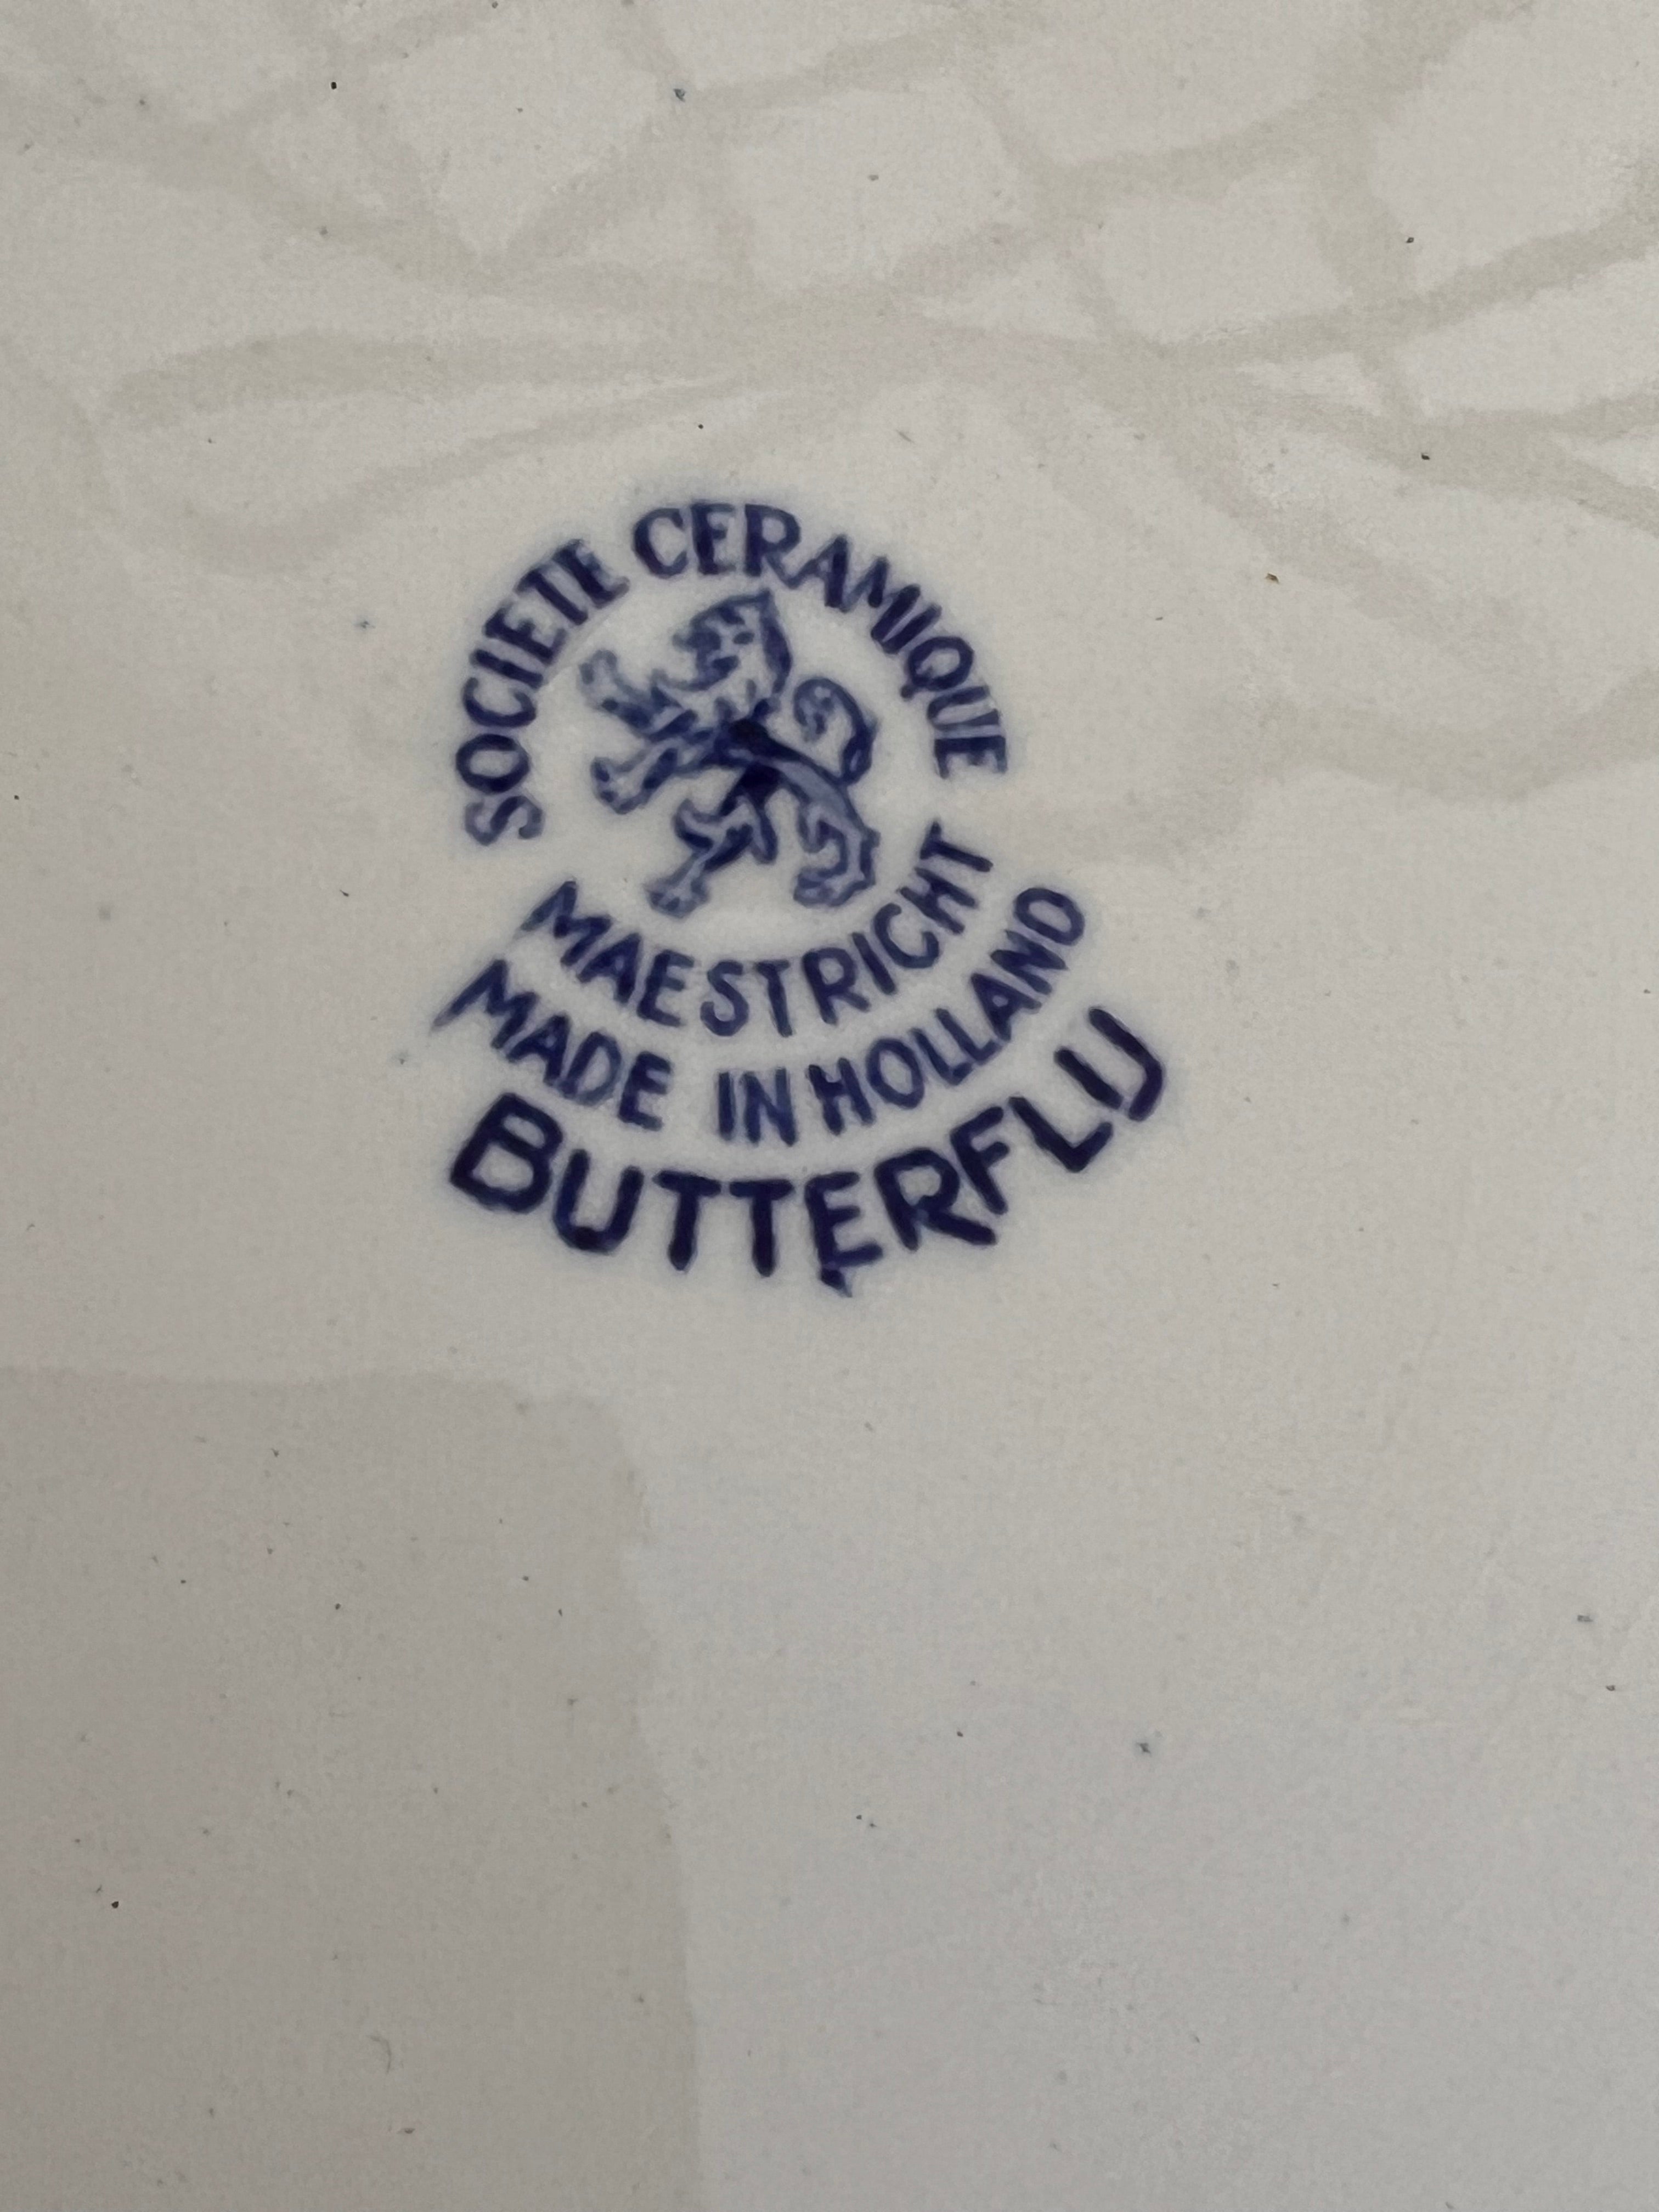 SOCIETE CERAMIQUE
MAESTRICHT
MADE IN HOLLAND
BUTTERFLIJ